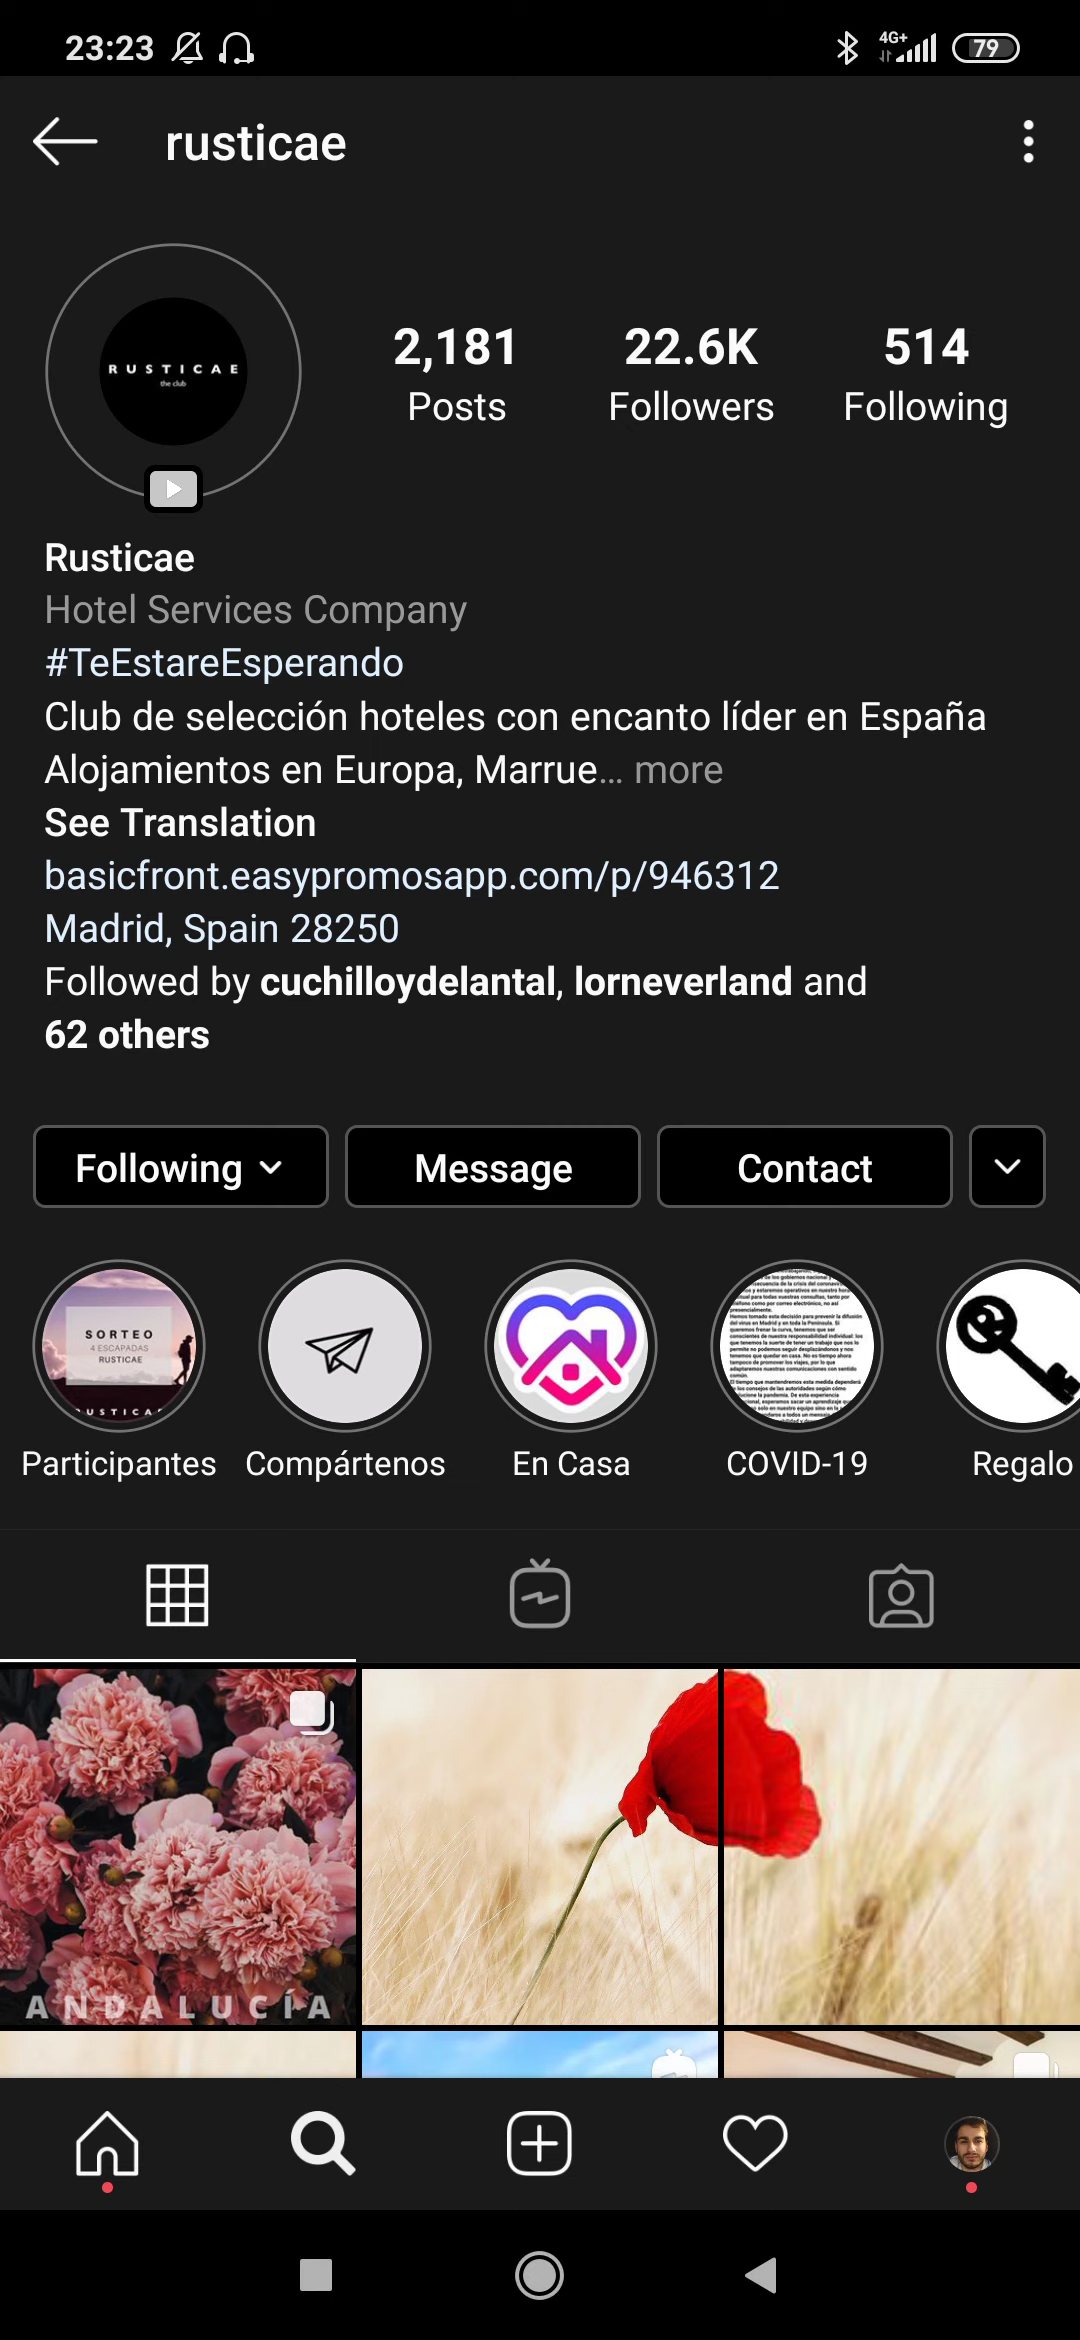 23:23
4G+
79
rusticae
RUSTICAE
the club
2,181
Posts
22.6K
Followers
514
Following
Rusticae
Hotel Services Company
#TeEstareEsperando
Club de selección hoteles con encanto líder en España
Alojamientos en Europa, Marrue... more
See Translation
basicfront.easypromosapp.com/p/946312
Madrid, Spain 28250
Followed by cuchilloydelantal, lorneverland and
62 others
Following
Message
Contact
SORTEO
4 ESCAPADAS
RUSTICAE
Participantes
Compártenos
En Casa
COVID-19
Regalo
ANDALUCÍA